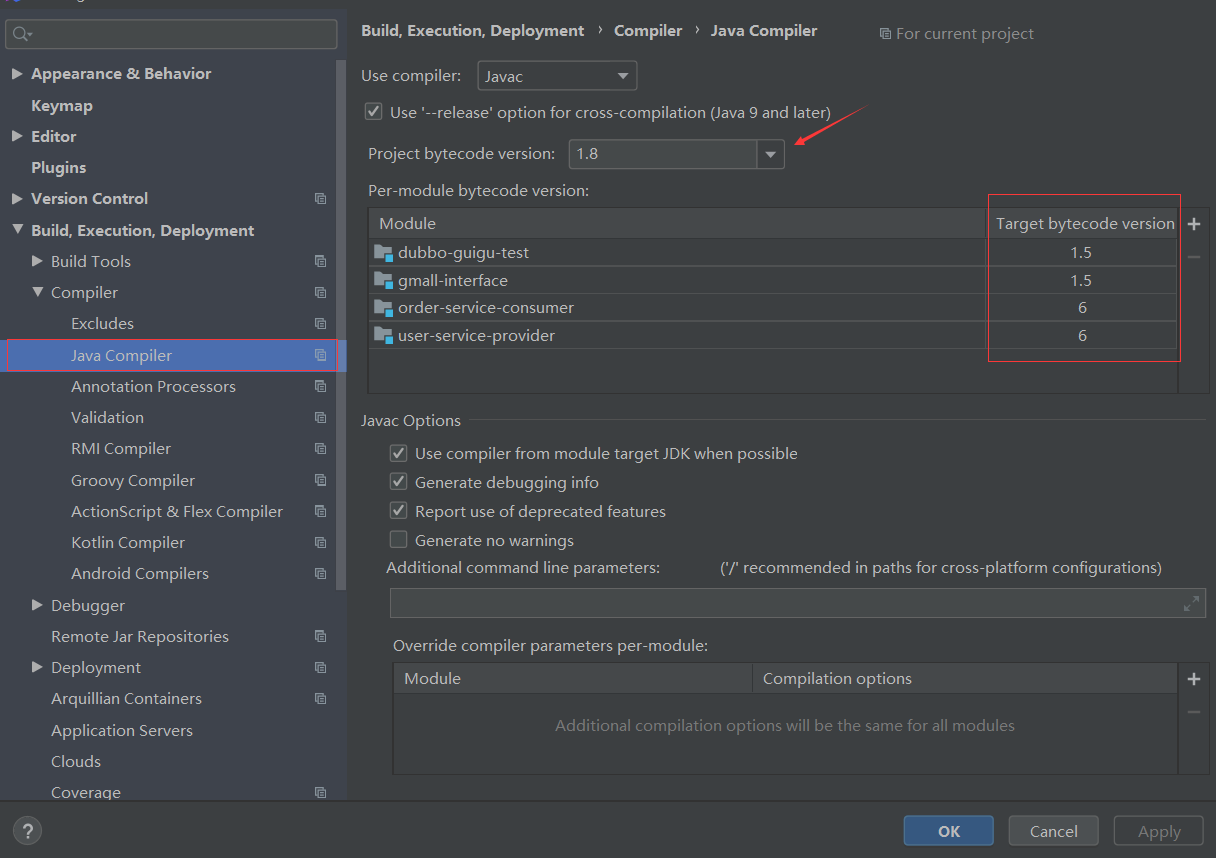 Build, Execution, Deployment › Compiler › Java Compiler
For current project
Appearance & Behavior
Keymap
Editor
Plugins
Version Control
Build, Execution, Deployment
Build Tools
Compiler
Excludes
Java Compiler
Annotation Processors
Validation
RMI Compiler
Groovy Compiler
ActionScript & Flex Compiler
Kotlin Compiler
Android Compilers
Debugger
Remote Jar Repositories
Deployment
Arquillian Containers
Application Servers
Clouds
Coverage
Use compiler: Javac
Use '--release' option for cross-compilation (Java 9 and later)
Project bytecode version: 1.8
Per-module bytecode version:
Module Target bytecode version
dubbo-guigu-test 1.5
gmall-interface 1.5
order-service-consumer 6
user-service-provider 6
Javac Options
Use compiler from module target JDK when possible
Generate debugging info
Report use of deprecated features
Generate no warnings
Additional command line parameters: ('/' recommended in paths for cross-platform configurations)
Override compiler parameters per-module:
Module Compilation options
Additional compilation options will be the same for all modules
? OK Cancel Apply